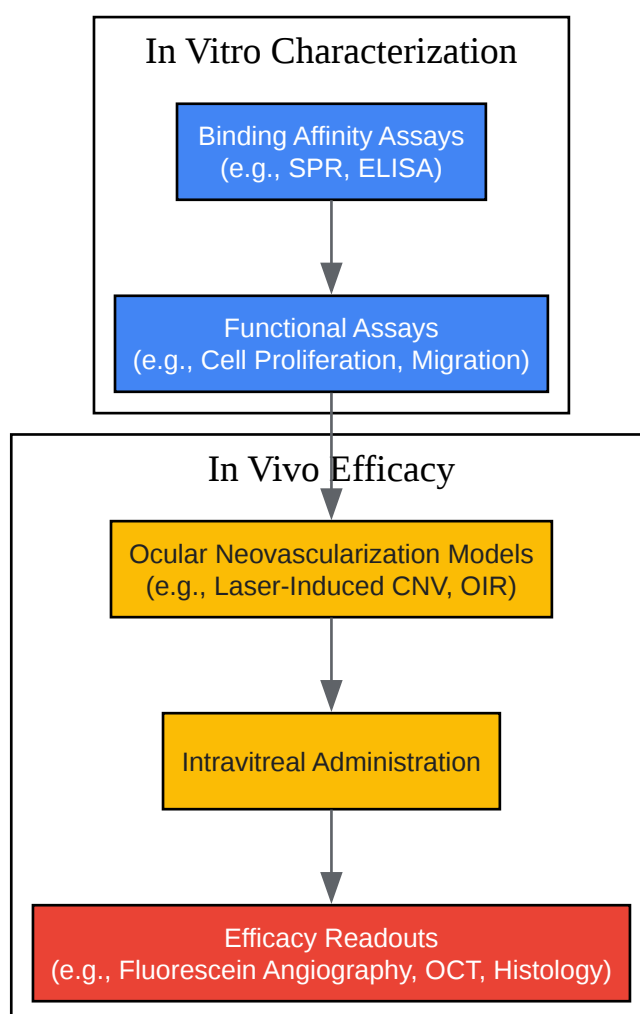 In Vitro Characterization
Binding Affinity Assays
(e.g., SPR, ELISA)
Functional Assays
(e.g., Cell Proliferation, Migration)
In Vivo Efficacy
Ocular Neovascularization Models
(e.g., Laser-Induced CNV, OIR)
Intravitreal Administration
Efficacy Readouts
(e.g., Fluorescein Angiography, OCT, Histology)